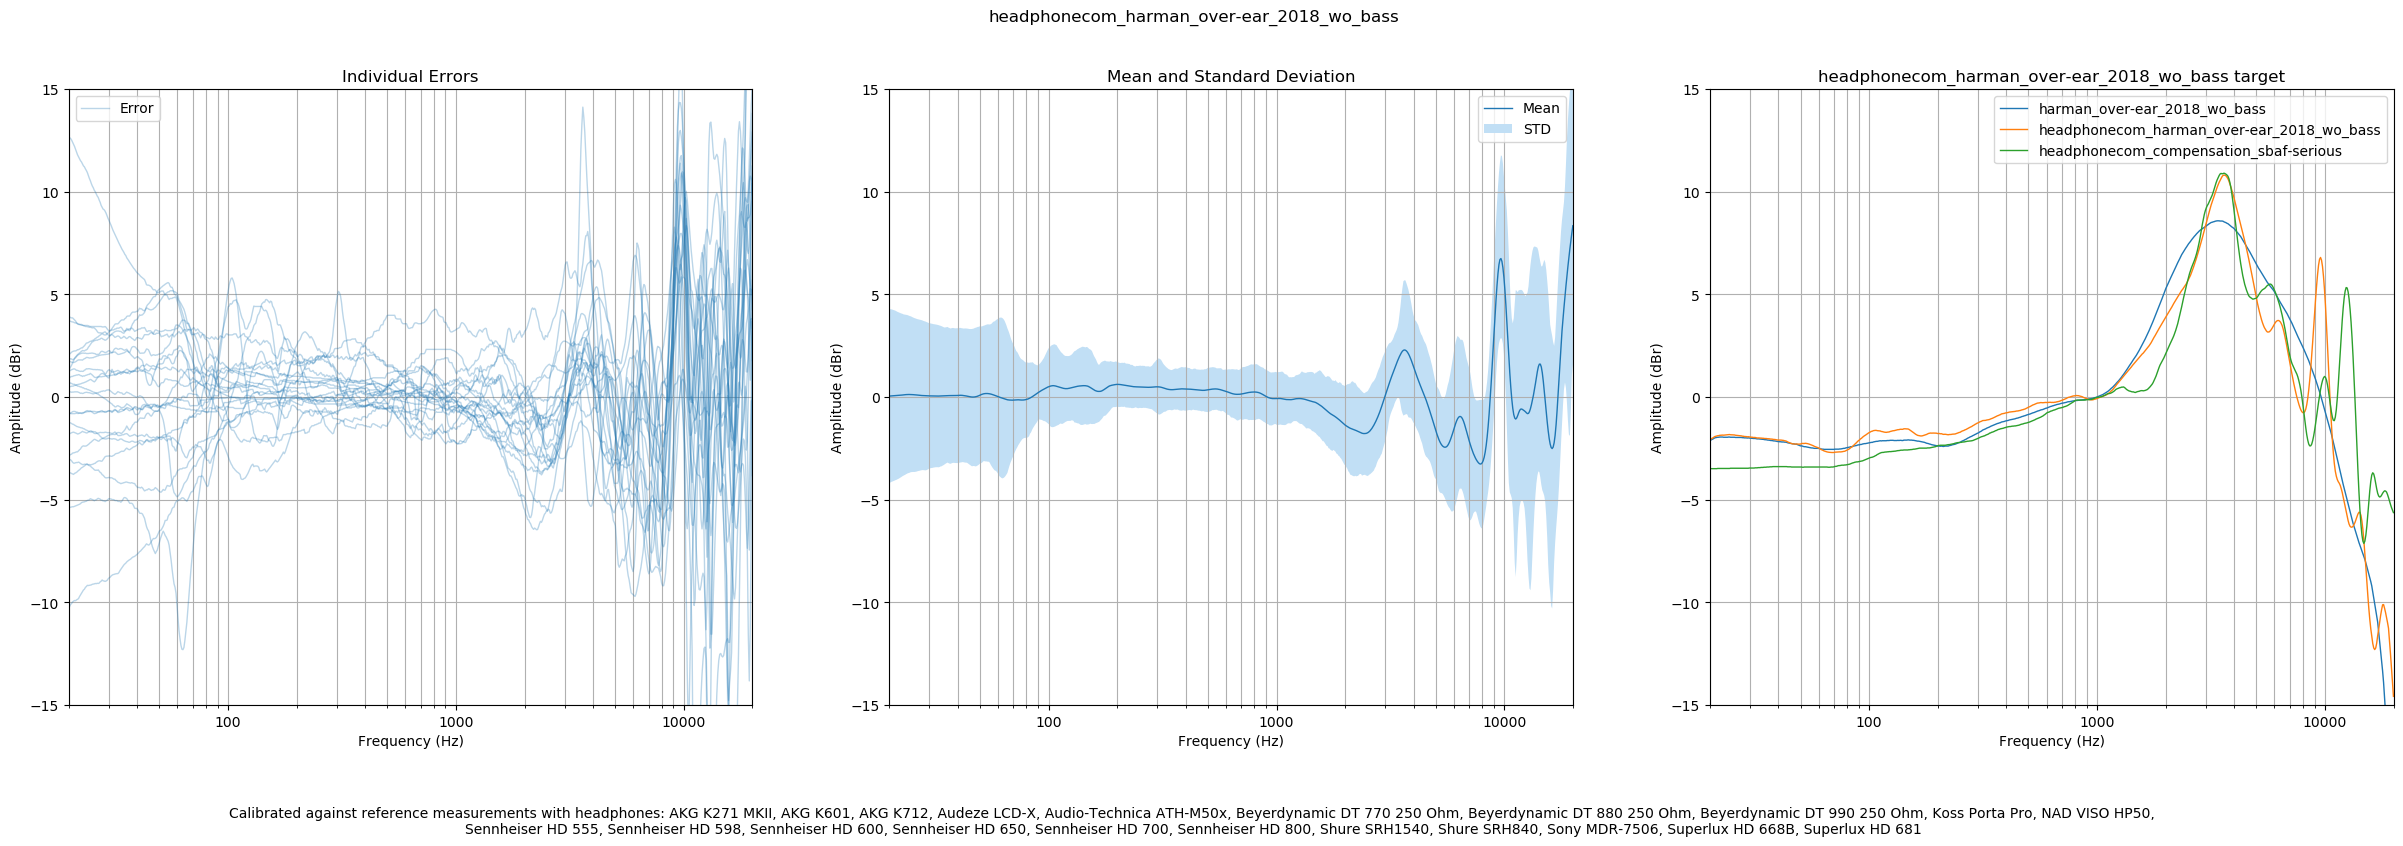 headphonecom_harman_over-ear_2018_wo_bass
Individual Errors
Error
15
10
5
0
−5
−10
−15
Amplitude (dBr)
100
1000
10000
Frequency (Hz)
Mean and Standard Deviation
Mean
STD
15
10
5
0
−5
−10
−15
Amplitude (dBr)
100
1000
10000
Frequency (Hz)
headphonecom_harman_over-ear_2018_wo_bass target
harman_over-ear_2018_wo_bass
headphonecom_harman_over-ear_2018_wo_bass
headphonecom_compensation_sbaf-serious
15
10
5
0
−5
−10
−15
Amplitude (dBr)
100
1000
10000
Frequency (Hz)
Calibrated against reference measurements with headphones: AKG K271 MKII, AKG K601, AKG K712, Audeze LCD-X, Audio-Technica ATH-M50x, Beyerdynamic DT 770 250 Ohm, Beyerdynamic DT 880 250 Ohm, Beyerdynamic DT 990 250 Ohm, Koss Porta Pro, NAD VISO HP50,
Sennheiser HD 555, Sennheiser HD 598, Sennheiser HD 600, Sennheiser HD 650, Sennheiser HD 700, Sennheiser HD 800, Shure SRH1540, Shure SRH840, Sony MDR-7506, Superlux HD 668B, Superlux HD 681